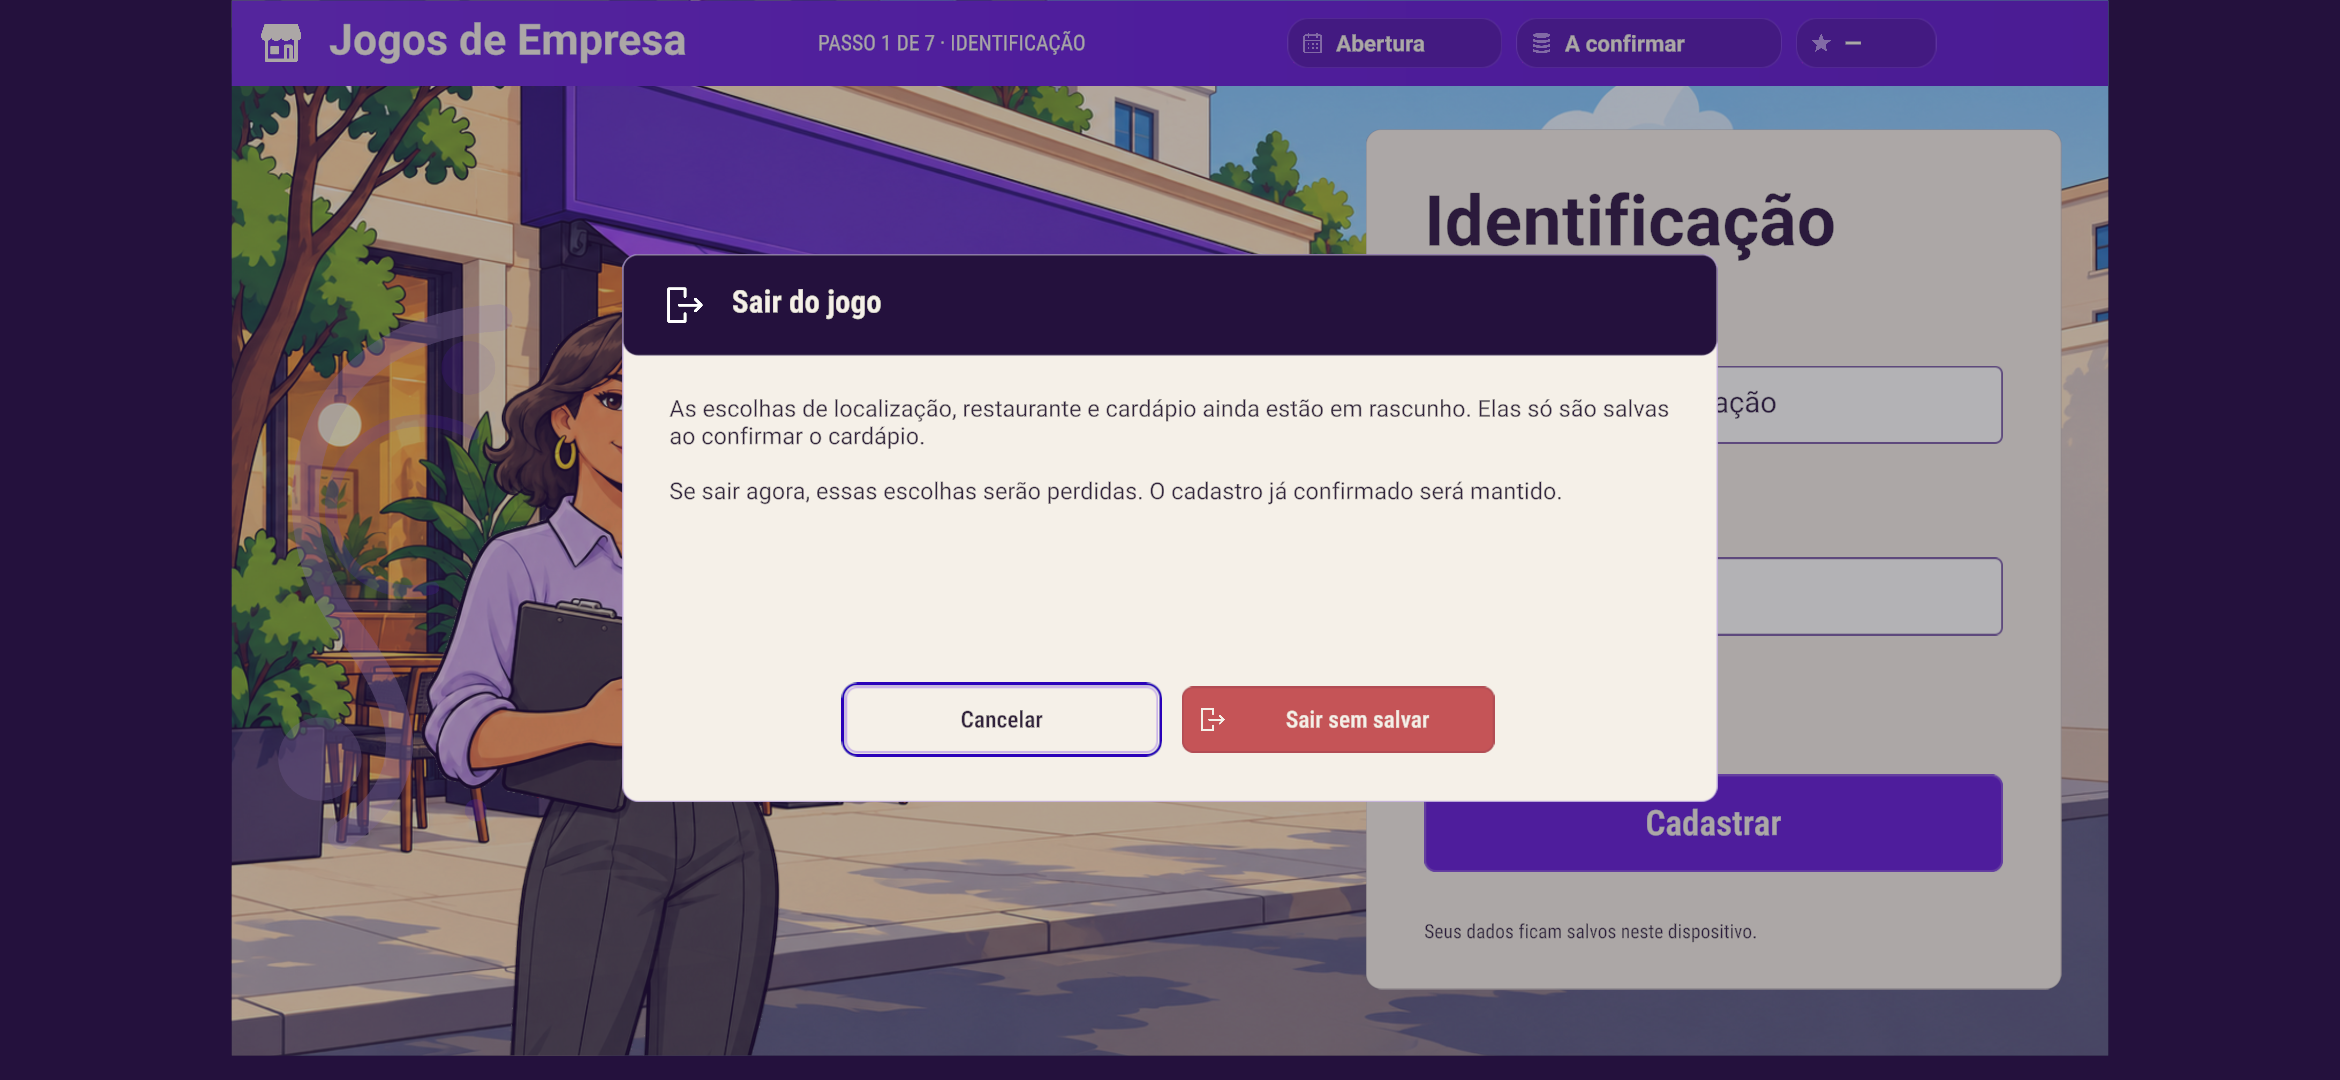 Jogos de Empresa
PASSO 1 DE 7 · IDENTIFICAÇÃO
Abertura
A confirmar
–
Identificação
Sair do jogo
ação
As escolhas de localização, restaurante e cardápio ainda estão em rascunho. Elas só são salvas
ao confirmar o cardápio.
Se sair agora, essas escolhas serão perdidas. O cadastro já confirmado será mantido.
Cancelar
Sair sem salvar
Cadastrar
Seus dados ficam salvos neste dispositivo.